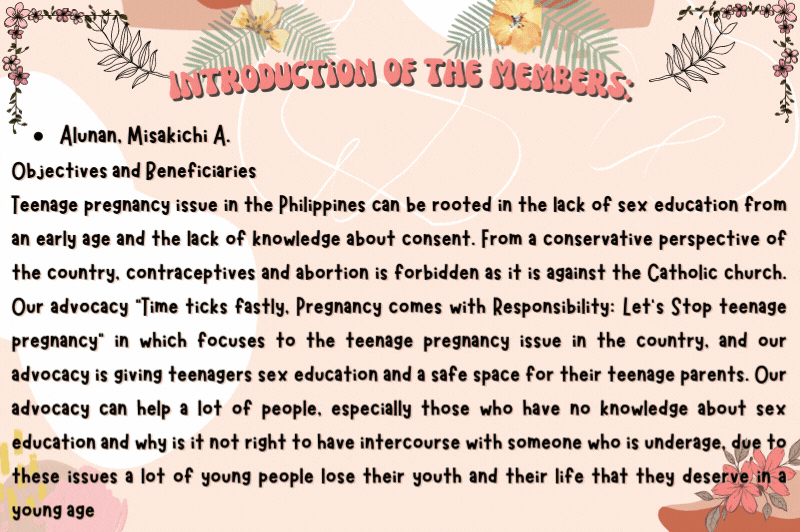 INTRODUCTION OF THE MEMBERS:
• Alunan, Misakichi A.
Objectives and Beneficiaries
Teenage pregnancy issue in the Philippines can be rooted in the lack of sex education from
an early age and the lack of knowledge about consent. From a conservative perspective of
the country, contraceptives and abortion is forbidden as it is against the Catholic church.
Our advocacy "Time ticks fastly, Pregnancy comes with Responsibility: Let's Stop teenage
pregnancy" in which focuses to the teenage pregnancy issue in the country, and our
advocacy is giving teenagers sex education and a safe space for their teenage parents. Our
advocacy can help a lot of people, especially those who have no knowledge about sex
education and why is it not right to have intercourse with someone who is underage, due to
these issues a lot of young people lose their youth and their life that they deserve in a
young age